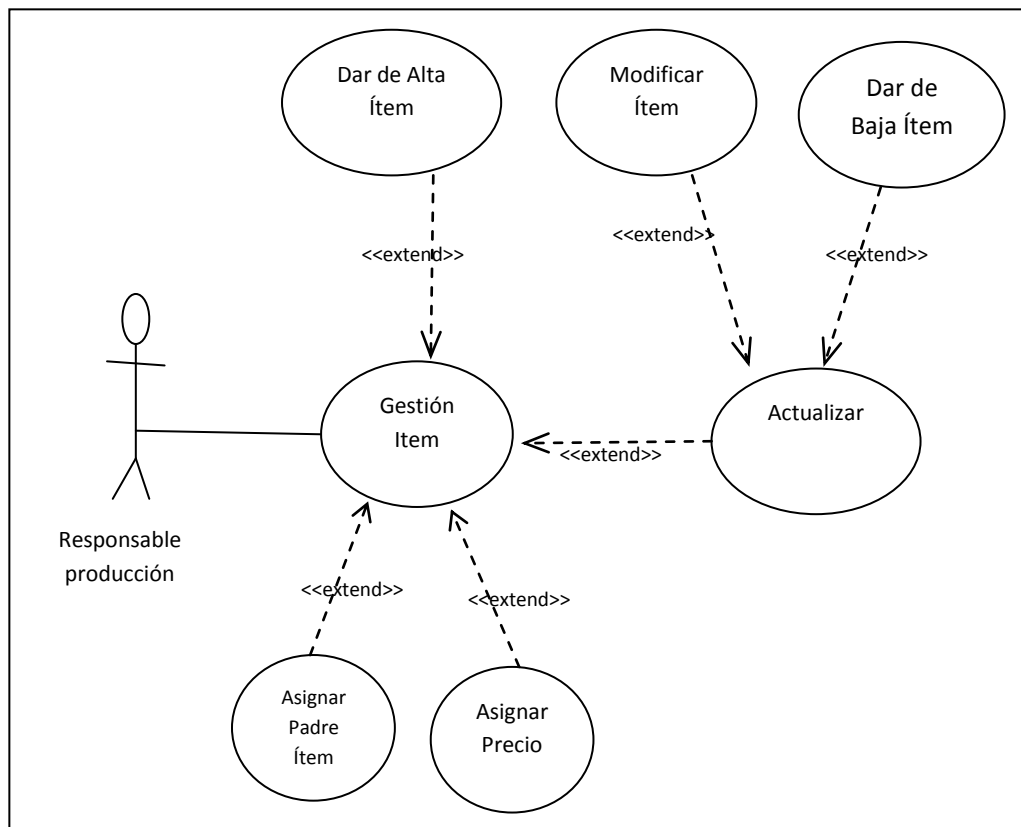 Dar de Alta
Ítem
Modificar
Ítem
Dar de
Baja Ítem
<<extend>>
<<extend>>
<<extend>>
Gestión
Item
Actualizar
<<extend>>
Responsable
producción
<<extend>>
<<extend>>
Asignar
Padre
Ítem
Asignar
Precio